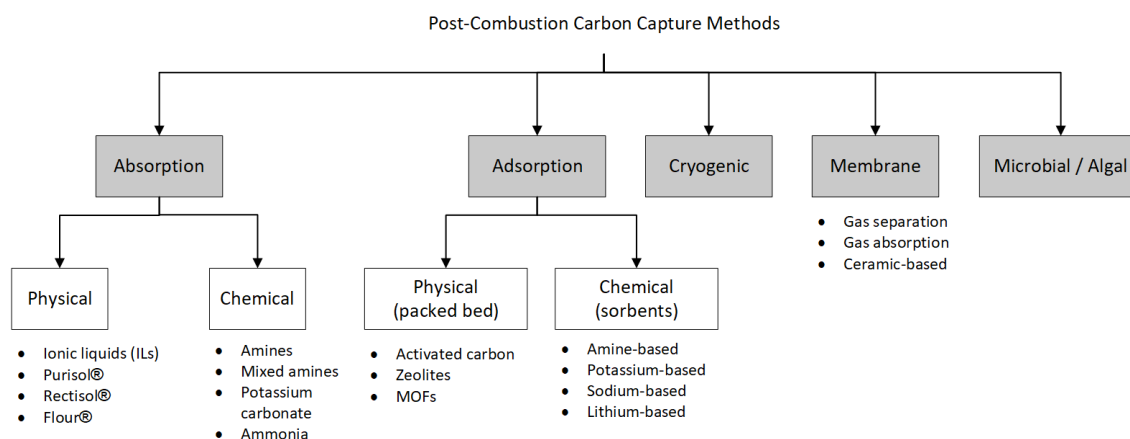 Post-Combustion Carbon Capture Methods
Absorption
Adsorption
Cryogenic
Membrane
Microbial / Algal
Physical
Chemical
Physical
(packed bed)
Chemical
(sorbents)
• Gas separation
• Gas absorption
• Ceramic-based
• Ionic liquids (ILs)
• Purisol®
• Rectisol®
• Flour®
• Amines
• Mixed amines
• Potassium
carbonate
• Ammonia
• Activated carbon
• Zeolites
• MOFs
• Amine-based
• Potassium-based
• Sodium-based
• Lithium-based